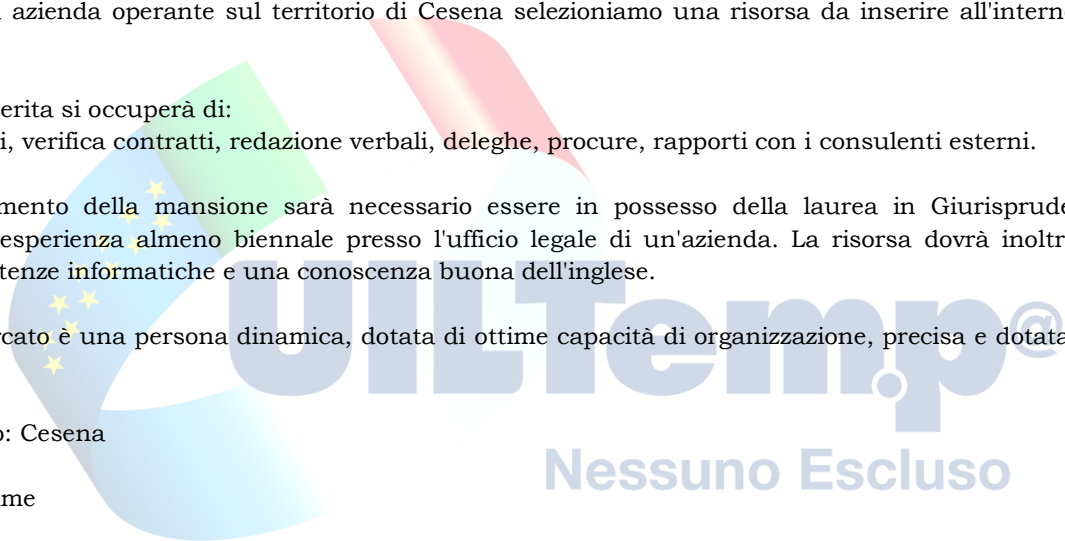 azienda operante sul territorio di Cesena selezioniamo una risorsa da inserire all'intern
erita si occuperà di:
i, verifica contratti, redazione verbali, deleghe, procure, rapporti con i consulenti esterni.
mento della mansione sarà necessario essere in possesso della laurea in Giurisprude
esperienza almeno biennale presso l'ufficio legale di un'azienda. La risorsa dovrà inoltr
tenze informatiche e una conoscenza buona dell'inglese.
rcato è una persona dinamica, dotata di ottime capacità di organizzazione, precisa e dotata
o: Cesena
me
UILTemp@
Nessuno Escluso